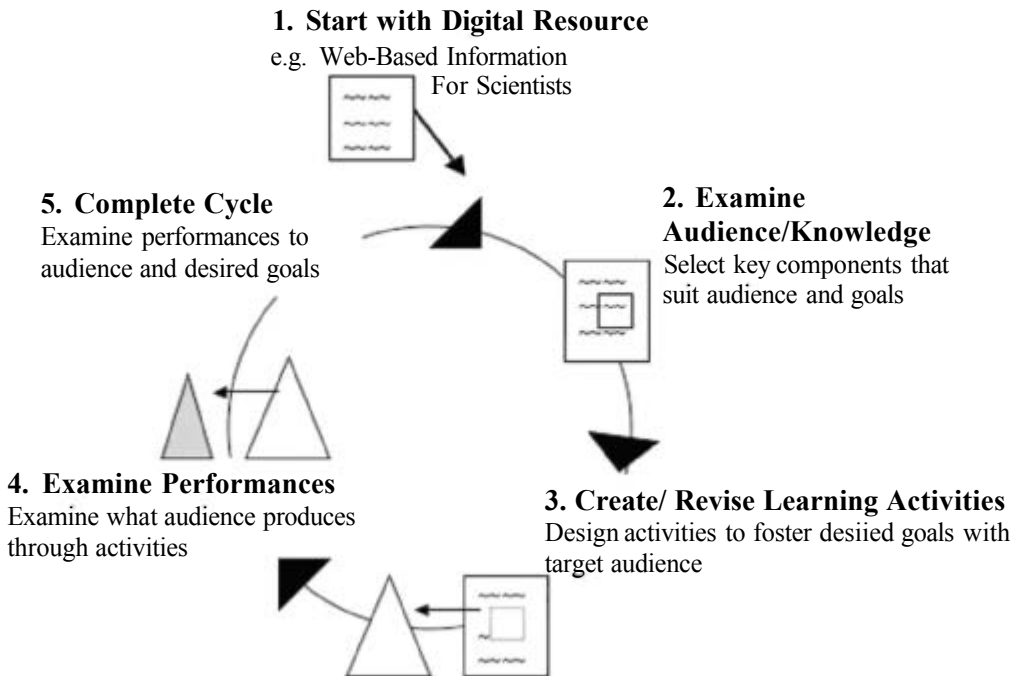 1. Start with Digital Resource
e.g. Web-Based Information
For Scientists
2. Examine
Audience/Knowledge
Select key components that
suit audience and goals
3. Create/ Revise Learning Activities
Design activities to foster desiied goals with
target audience
4. Examine Performances
Examine what audience produces
through activities
5. Complete Cycle
Examine performances to
audience and desired goals